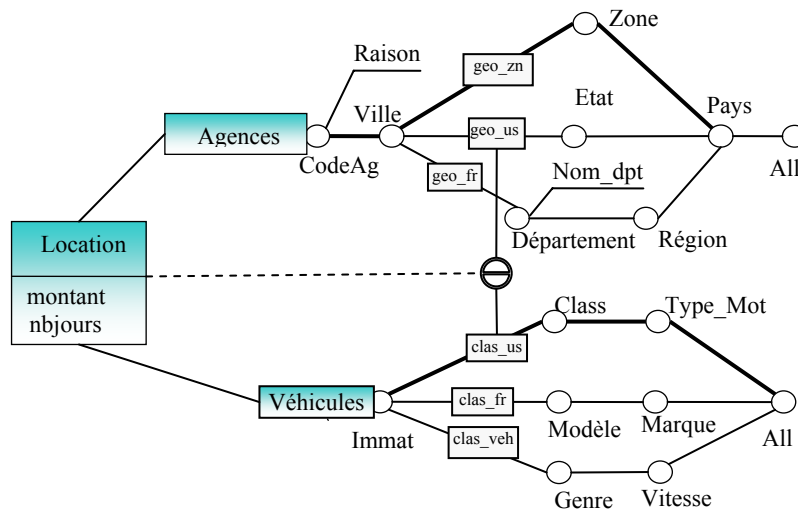 Zone
Raison
geo_zn
Ville
Etat
Pays
Agences
geo_us
CodeAg
All
geo_fr
Nom_dpt
Département
Région
Location
montant
nbjours
Class
Type_Mot
clas_us
Véhicules
clas_fr
Immat
Modèle
Marque
All
clas_veh
Genre
Vitesse